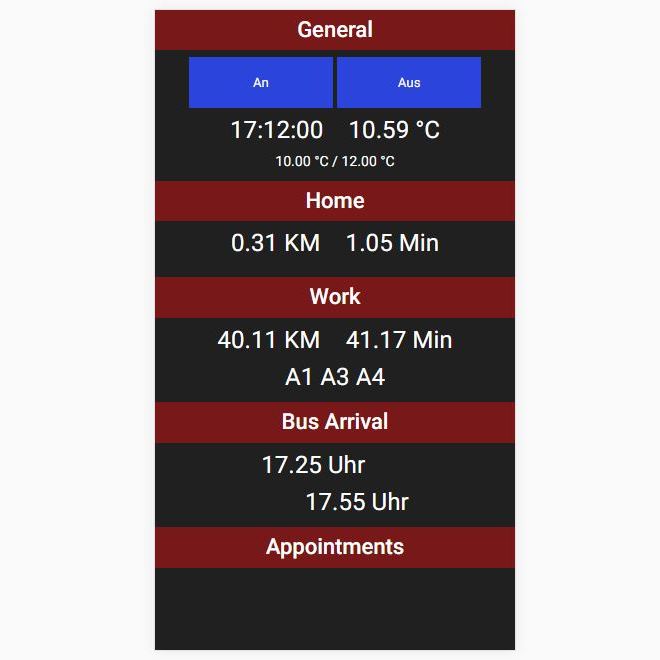 General
An Aus
17:12:00 10.59 °C
10.00 °C / 12.00 °C
Home
0.31 KM 1.05 Min
Work
40.11 KM 41.17 Min
A1 A3 A4
Bus Arrival
17.25 Uhr
17.55 Uhr
Appointments